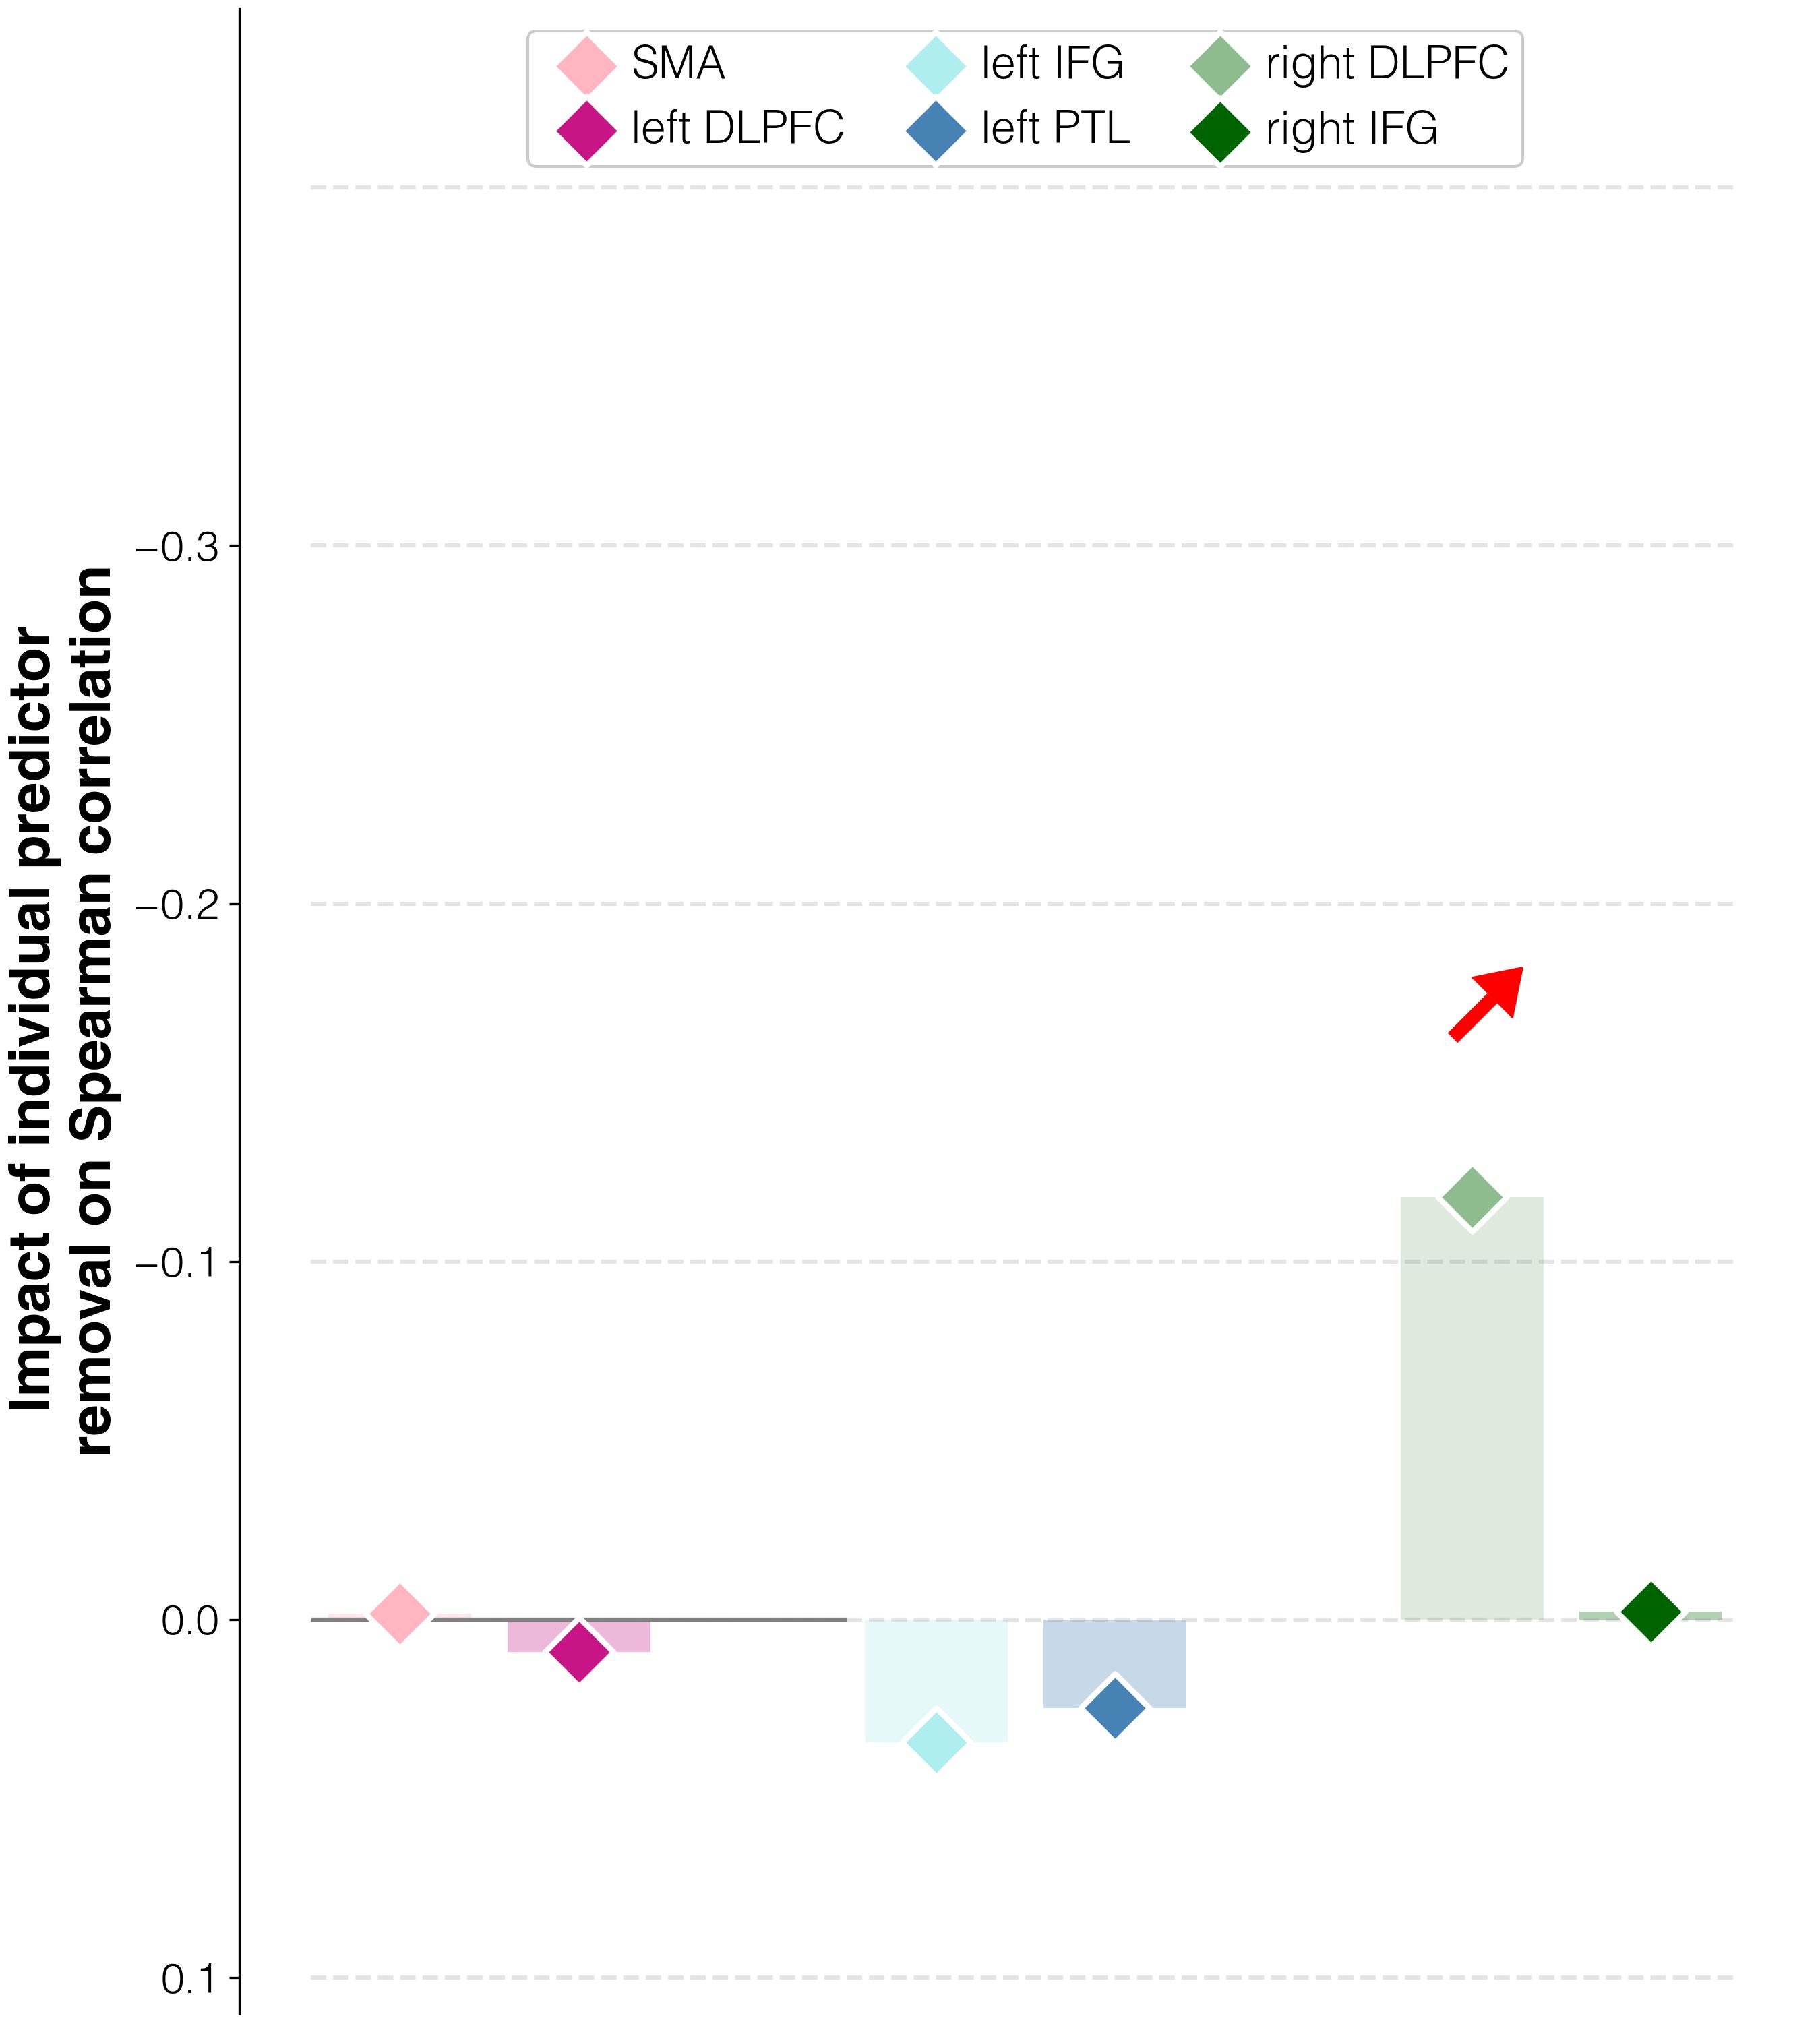 SMA
left DLPFC
left IFG
left PTL
right DLPFC
right IFG
Impact of individual predictor
removal on Spearman correlation
−0.3
−0.2
−0.1
0.0
0.1